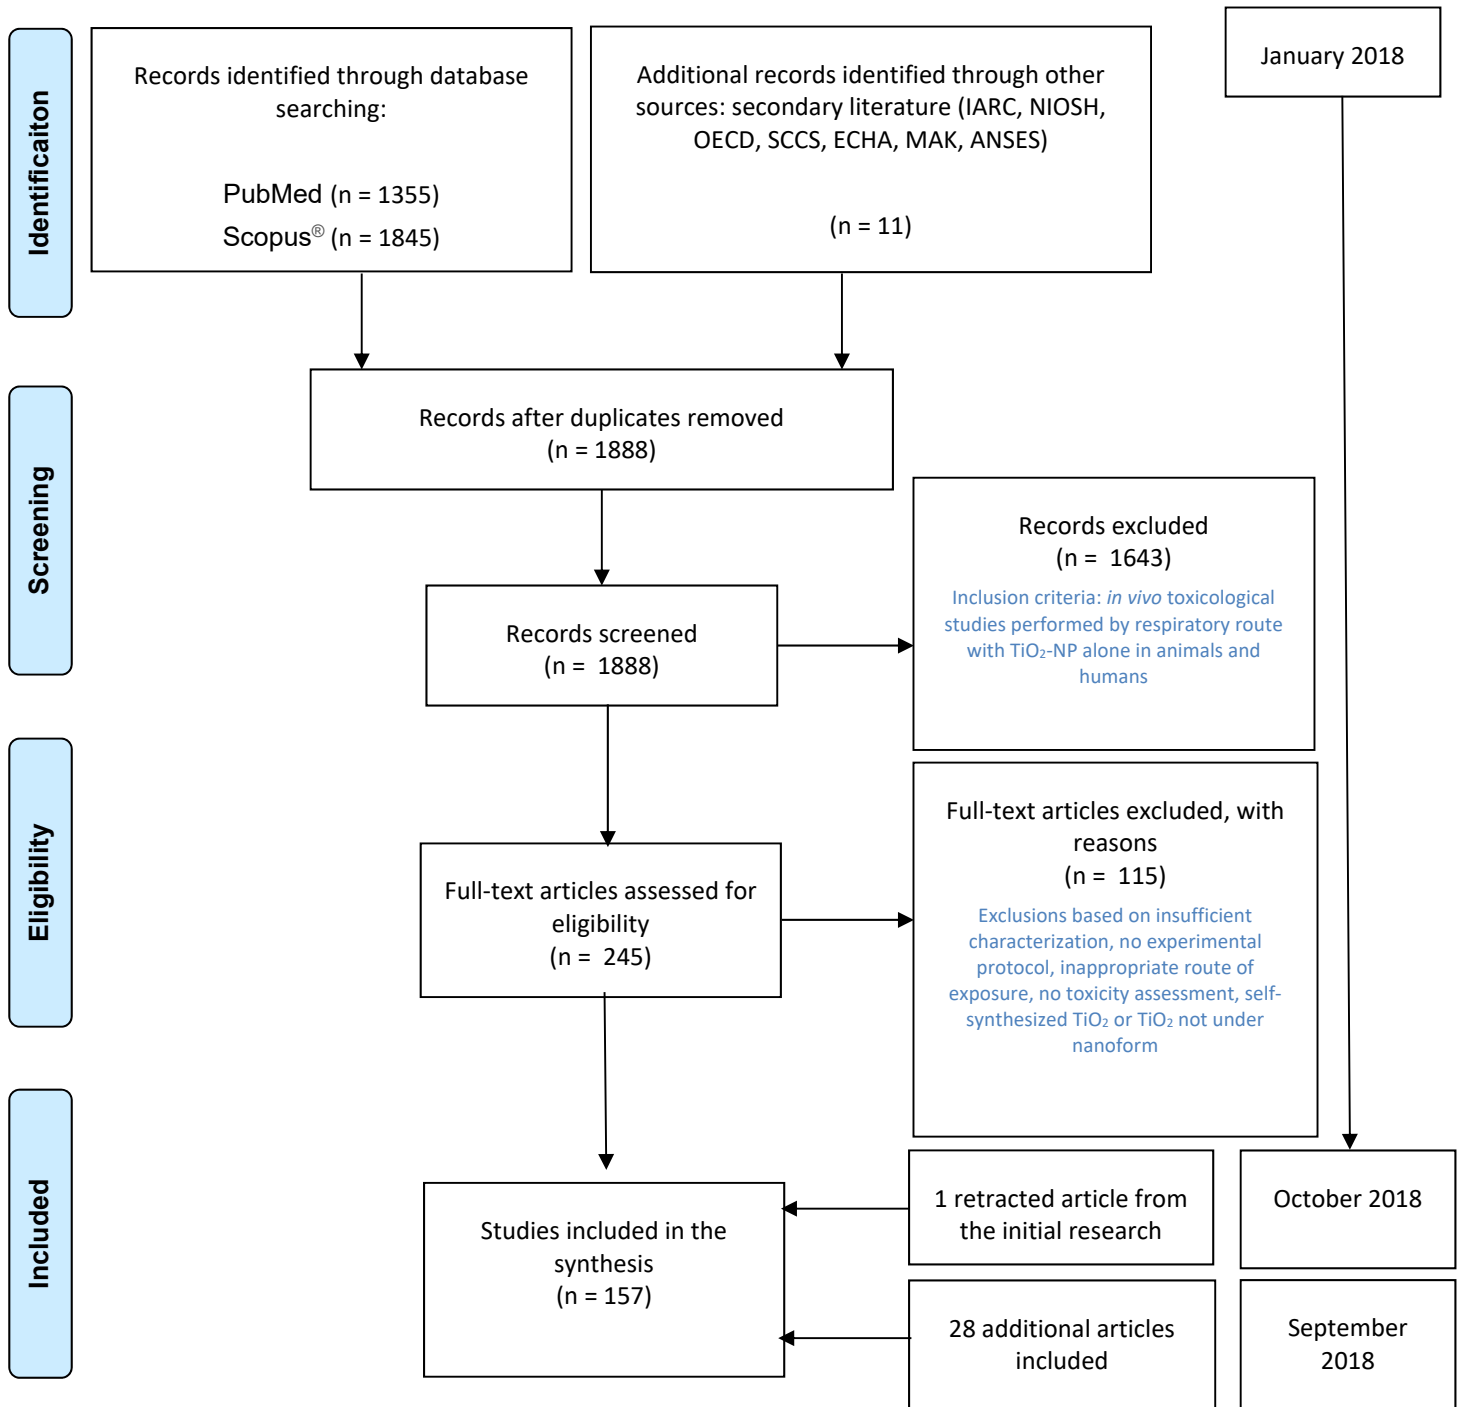 Identificaiton
Records identified through database
searching:
PubMed (n = 1355)
Scopus® (n = 1845)
Additional records identified through other
sources: secondary literature (IARC, NIOSH,
OECD, SCCS, ECHA, MAK, ANSES)
(n = 11)
January 2018
Screening
Records after duplicates removed
(n = 1888)
Records screened
(n = 1888)
Records excluded
(n = 1643)
Inclusion criteria: in vivo toxicological
studies performed by respiratory route
with TiO₂-NP alone in animals and
humans
Eligibility
Full-text articles assessed for
eligibility
(n = 245)
Full-text articles excluded, with
reasons
(n = 115)
Exclusions based on insufficient
characterization, no experimental
protocol, inappropriate route of
exposure, no toxicity assessment, self-
synthesized TiO₂ or TiO₂ not under
nanoform
Included
Studies included in the
synthesis
(n = 157)
1 retracted article from
the initial research
October 2018
28 additional articles
included
September
2018